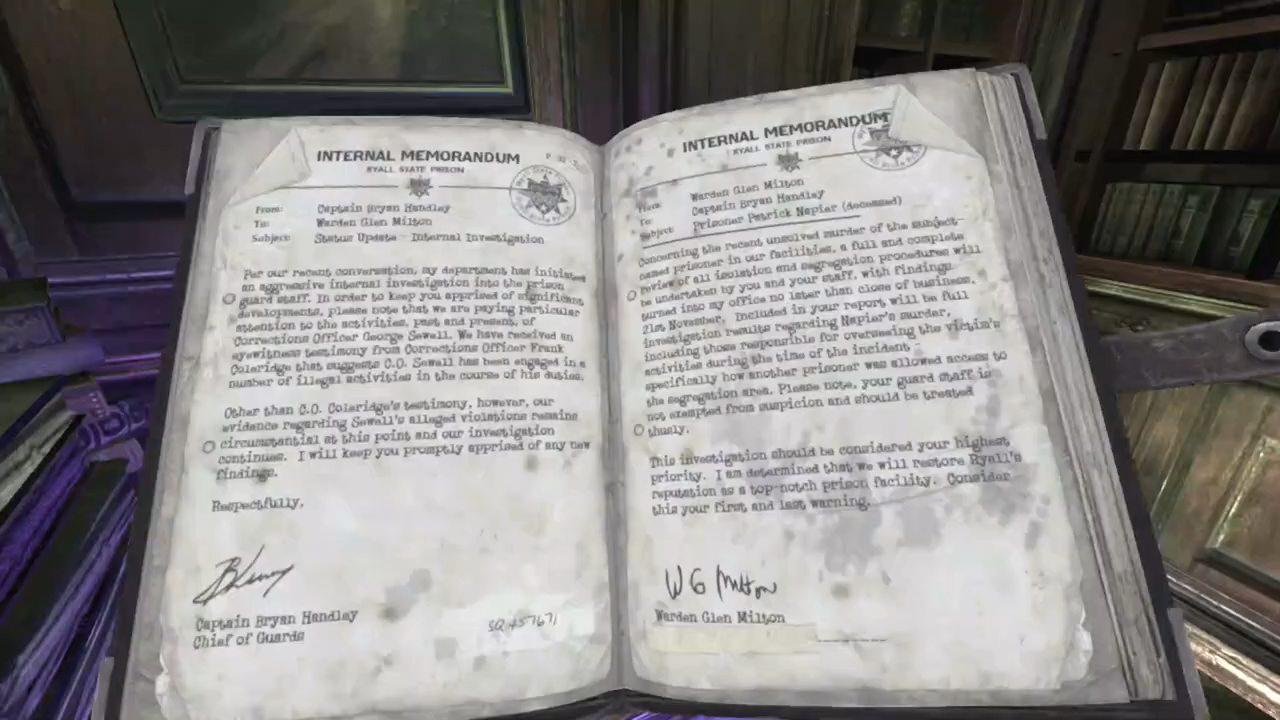 INTERNAL MEMORANDUM
RYALL STATE PRISON
From: Captain Bryan Handley
To: Warden Glen Milton
Subject: Status Update - Internal Investigation
Per our recent conversation, my department has initiated
an aggressive internal investigation into the prison
guard staff. In order to keep you apprised of significant
developments, please note that we are paying particular
attention to the activities, past and present, of
Corrections Officer George Sewell. We have received an
eyewitness testimony from Corrections Officer Frank
Coleridge that suggests C.O. Sewell has been engaged in a
number of illegal activities in the course of his duties.
Other than C.O. Coleridge's testimony, however, our
evidence regarding Sewell's alleged violations remains
circumstantial at this point and our investigation
continues. I will keep you promptly apprised of any new
findings.
Respectfully,
Captain Bryan Handley
Chief of Guards
SQ 457671
INTERNAL MEMORANDUM
RYALL STATE PRISON
From: Warden Glen Milton
To: Captain Bryan Handley
Subject: Prisoner Patrick Napier (deceased)
Concerning the recent unsolved murder of the subject-
named prisoner in our facilities, a full and complete
review of all isolation and segregation procedures will
be undertaken by you and your staff, with findings
turned into my office no later than close of business,
21st November. Included in your report will be full
investigation results regarding Napier's murder,
including those responsible for overseeing the victim's
activities during the time of the incident -
specifically how another prisoner was allowed access to
the segregation area. Please note, your guard staff is
not exempted from suspicion and should be treated
thusly.
This investigation should be considered your highest
priority. I am determined that we will restore Ryall's
reputation as a top-notch prison facility. Consider
this your first and last warning.
W G Milton
Warden Glen Milton